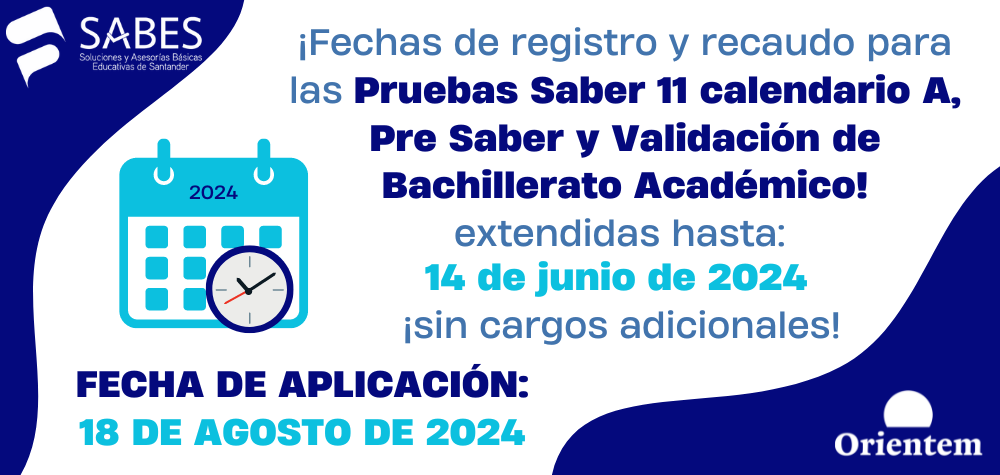 SABES
Soluciones y Asesorías Básicas
Educativas de Santander
¡Fechas de registro y recaudo para
las Pruebas Saber 11 calendario A,
Pre Saber y Validación de
Bachillerato Académico!
extendidas hasta:
14 de junio de 2024
¡sin cargos adicionales!
2024
FECHA DE APLICACIÓN:
18 DE AGOSTO DE 2024
Orientem